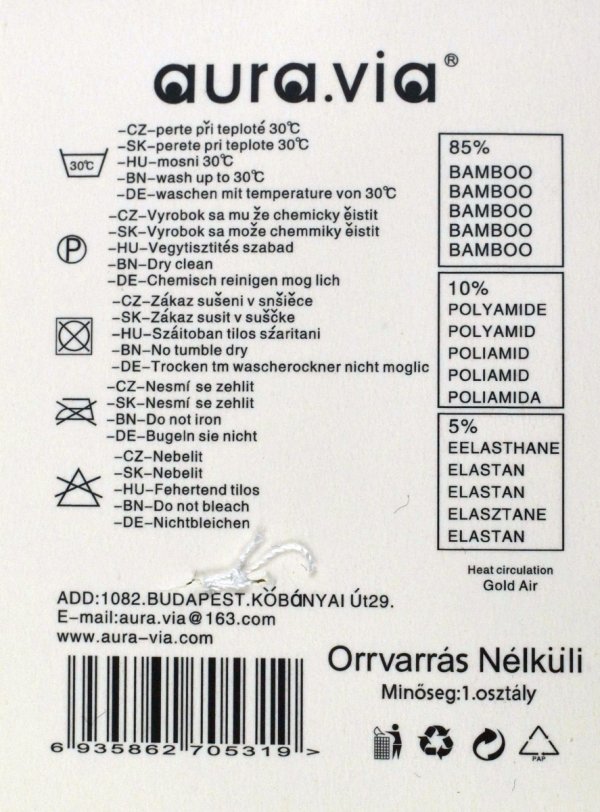 aura.via®
30℃
–CZ–perte při teploté 30℃
–SK–perete pri teplote 30℃
–HU–mosni 30℃
–BN–wash up to 30℃
–DE–waschen mit temperature von 30℃
P
–CZ–Vyrobok sa mu že chemicky ěistit
–SK–Vyrobok sa može chemmiky ěistit
–HU–Vegytisztités szabad
–BN–Dry clean
–DE–Chemisch reinigen mog lich
–CZ–Zákaz sušeni v snšiěce
–SK–Zákaz susit v suščke
–HU–Száitoban tilos szaritani
–BN–No tumble dry
–DE–Trocken tm wascherockner nicht moglic
–CZ–Nesmí se zehlit
–SK–Nesmí se zehlit
–BN–Do not iron
–DE–Bugeln sie nicht
–CZ–Nebelit
–SK–Nebelit
–HU–Fehertend tilos
–BN–Do not bleach
–DE–Nichtbleichen
85%
BAMBOO
BAMBOO
BAMBOO
BAMBOO
BAMBOO
10%
POLYAMIDE
POLYAMID
POLIAMID
POLIAMID
POLIAMIDA
5%
EELASTHANE
ELASTAN
ELASTAN
ELASZTANE
ELASTAN
Heat circulation
Gold Air
ADD:1082.BUDAPEST.KŐBáNYAI Út29.
E-mail:aura.via@163.com
www.aura-via.com
Orrvarrás Nélküli
Minőseg:1.osztály
6 935862 705319 >
PAP